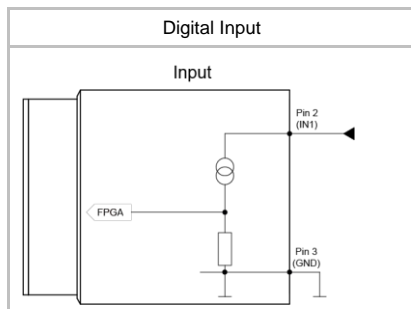 Digital Input
Input
Pin 2
(IN1)
FPGA
Pin 3
(GND)